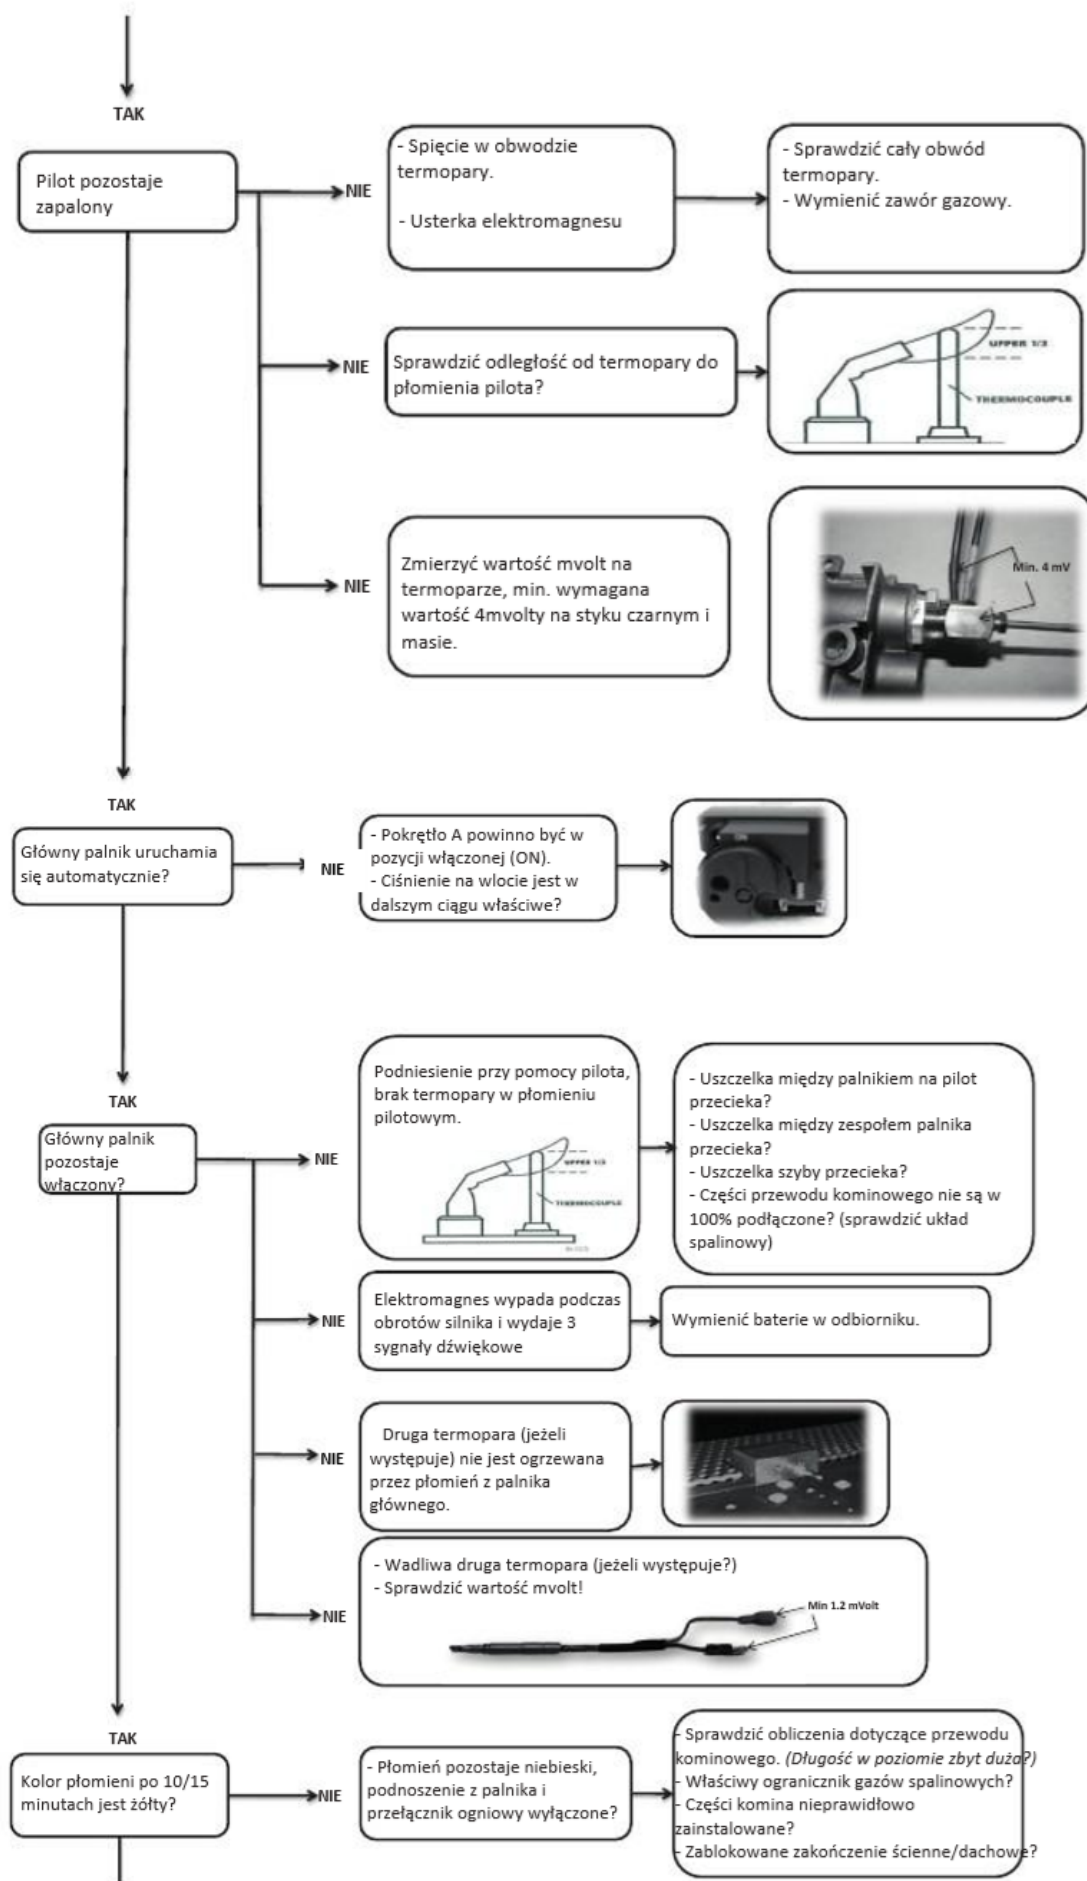 TAK
Pilot pozostaje
zapalony
NIE
- Spięcie w obwodzie
termopary.
- Usterka elektromagnesu
- Sprawdzić cały obwód
termopary.
- Wymienić zawór gazowy.
NIE
Sprawdzić odległość od termopary do
płomienia pilota?
UPPER 1/3
THERMOCOUPLE
NIE
Zmierzyć wartość mvolt na
termoparze, min. wymagana
wartość 4mvolty na styku czarnym i
masie.
Min. 4 mV
TAK
Główny palnik uruchamia
się automatycznie?
NIE
- Pokrętło A powinno być w
pozycji włączonej (ON).
- Ciśnienie na wlocie jest w
dalszym ciągu właściwe?
ON
TAK
Główny palnik
pozostaje
włączony?
NIE
Podniesienie przy pomocy pilota,
brak termopary w płomieniu
pilotowym.
UPPER 1/3
THERMOCOUPLE
- Uszczelka między palnikiem na pilot
przecieka?
- Uszczelka między zespołem palnika
przecieka?
- Uszczelka szyby przecieka?
- Części przewodu kominowego nie są w
100% podłączone? (sprawdzić układ
spalinowy)
NIE
Elektromagnes wypada podczas
obrotów silnika i wydaje 3
sygnały dźwiękowe
Wymienić baterie w odbiorniku.
NIE
Druga termopara (jeżeli
występuje) nie jest ogrzewana
przez płomień z palnika
głównego.
NIE
- Wadliwa druga termopara (jeżeli występuje?)
- Sprawdzić wartość mvolt!
Min 1.2 mVolt
TAK
Kolor płomieni po 10/15
minutach jest żółty?
NIE
- Płomień pozostaje niebieski,
podnoszenie z palnika i
przełącznik ogniowy wyłączone?
- Sprawdzić obliczenia dotyczące przewodu
kominowego. (Długość w poziomie zbyt duża?)
- Właściwy ogranicznik gazów spalinowych?
- Części komina nieprawidłowo
zainstalowane?
- Zablokowane zakończenie ścienne/dachowe?